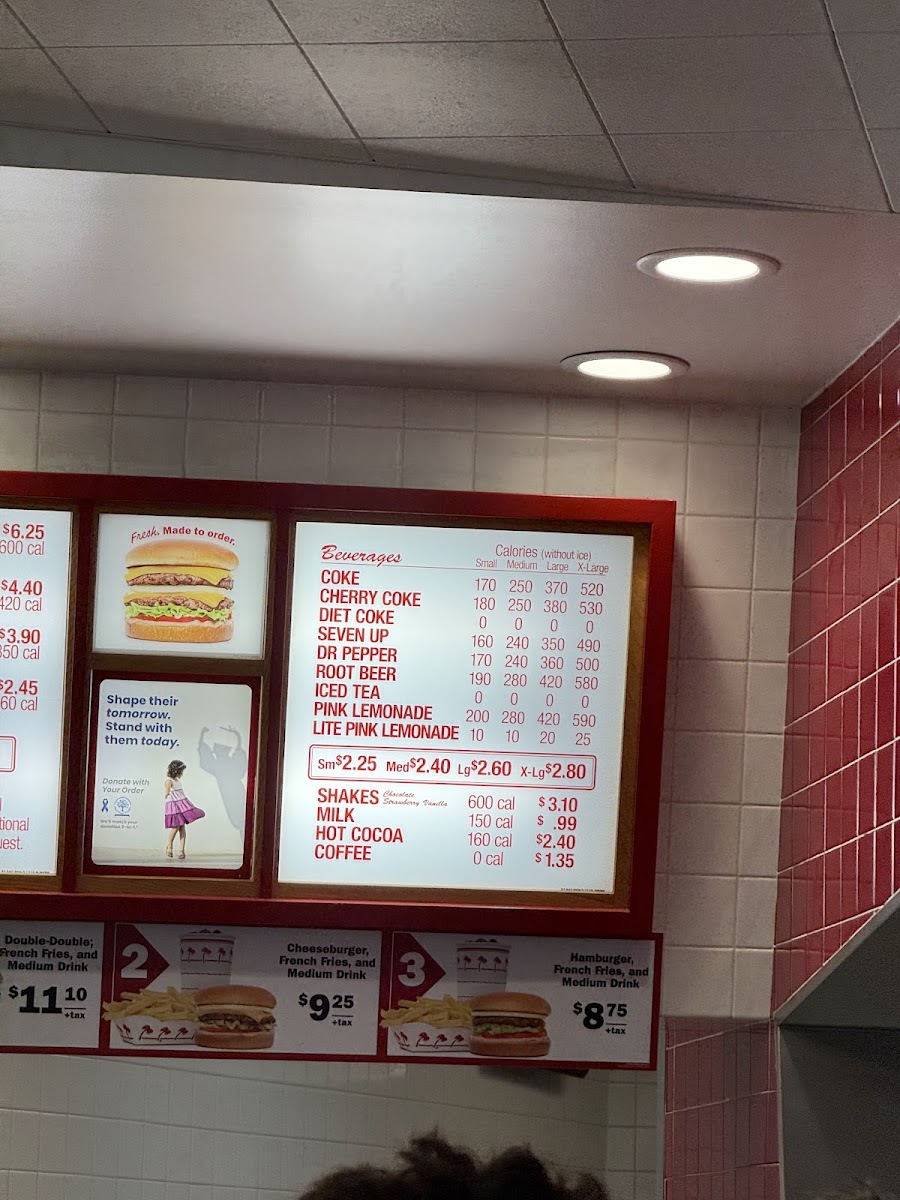 $6.25
600 cal
$4.40
420 cal
$3.90
350 cal
$2.45
60 cal
tional
est.
Fresh. Made to order.
Shape their
tomorrow.
Stand with
them today.
Donate with
Your Order
Beverages
Calories (without ice)
Small Medium Large X-Large
COKE 170 250 370 520
CHERRY COKE 180 250 380 530
DIET COKE 0 0 0 0
SEVEN UP 160 240 350 490
DR PEPPER 170 240 360 500
ROOT BEER 190 280 420 580
ICED TEA 0 0 0 0
PINK LEMONADE 200 280 420 590
LITE PINK LEMONADE 10 10 20 25
Sm$2.25 Med$2.40 Lg$2.60 X-Lg$2.80
SHAKES Chocolate Strawberry Vanilla 600 cal $3.10
MILK 150 cal $ .99
HOT COCOA 160 cal $2.40
COFFEE 0 cal $1.35
Double-Double,
French Fries, and
Medium Drink
$11.10
+tax
2
Cheeseburger,
French Fries, and
Medium Drink
$9.25
+tax
3
Hamburger,
French Fries, and
Medium Drink
$8.75
+tax